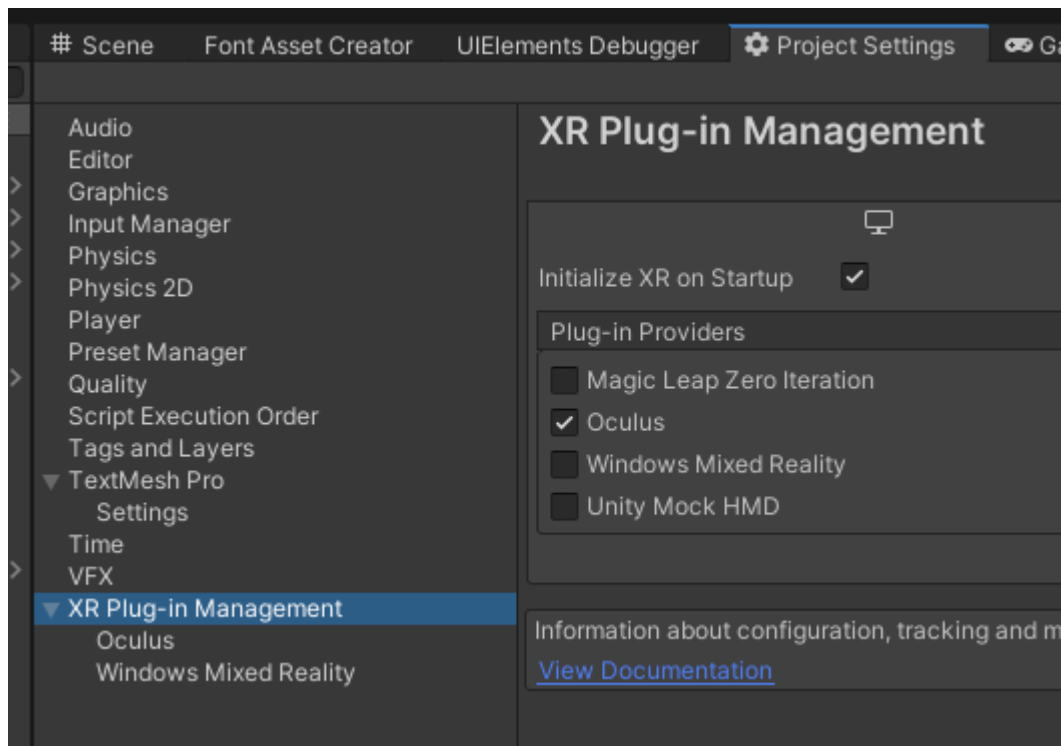 Scene Font Asset Creator UIElements Debugger Project Settings
Audio
Editor
Graphics
Input Manager
Physics
Physics 2D
Player
Preset Manager
Quality
Script Execution Order
Tags and Layers
TextMesh Pro
Settings
Time
VFX
XR Plug-in Management
Oculus
Windows Mixed Reality
XR Plug-in Management
Initialize XR on Startup
Plug-in Providers
Magic Leap Zero Iteration
Oculus
Windows Mixed Reality
Unity Mock HMD
Information about configuration, tracking and
View Documentation